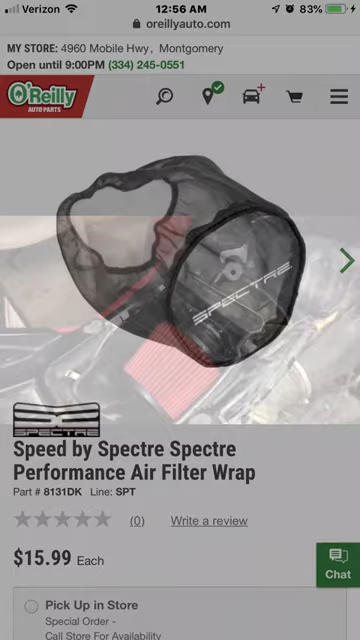 Verizon 12:56 AM 83%
oreillyauto.com
MY STORE: 4960 Mobile Hwy, Montgomery
Open until 9:00PM (334) 245-0551
O'Reilly
AUTO PARTS
SPECTRE
SPECTRE
Speed by Spectre Spectre
Performance Air Filter Wrap
Part # 8131DK Line: SPT
(0) Write a review
$15.99 Each
Chat
Pick Up in Store
Special Order -
Call Store For Availability